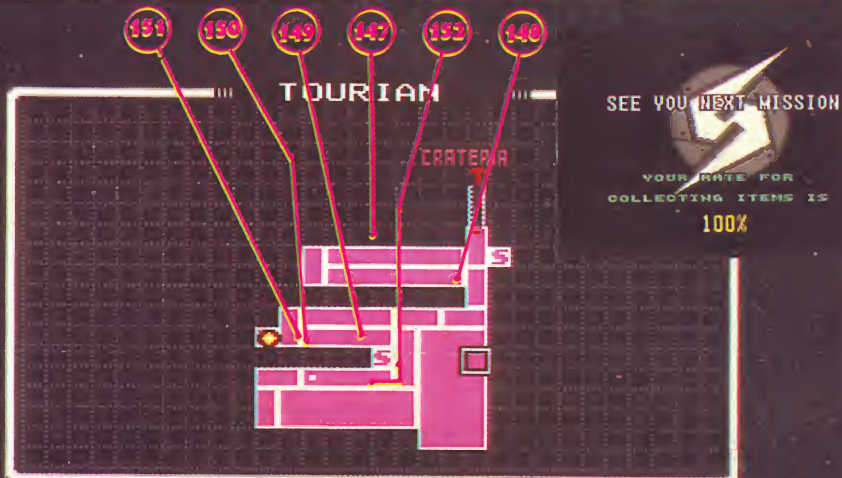 151 150 149 147 152 148
TOURIAN
CRATERIA
S
S
SEE YOU NEXT MISSION
YOUR RATE FOR
COLLECTING ITEMS IS
100%